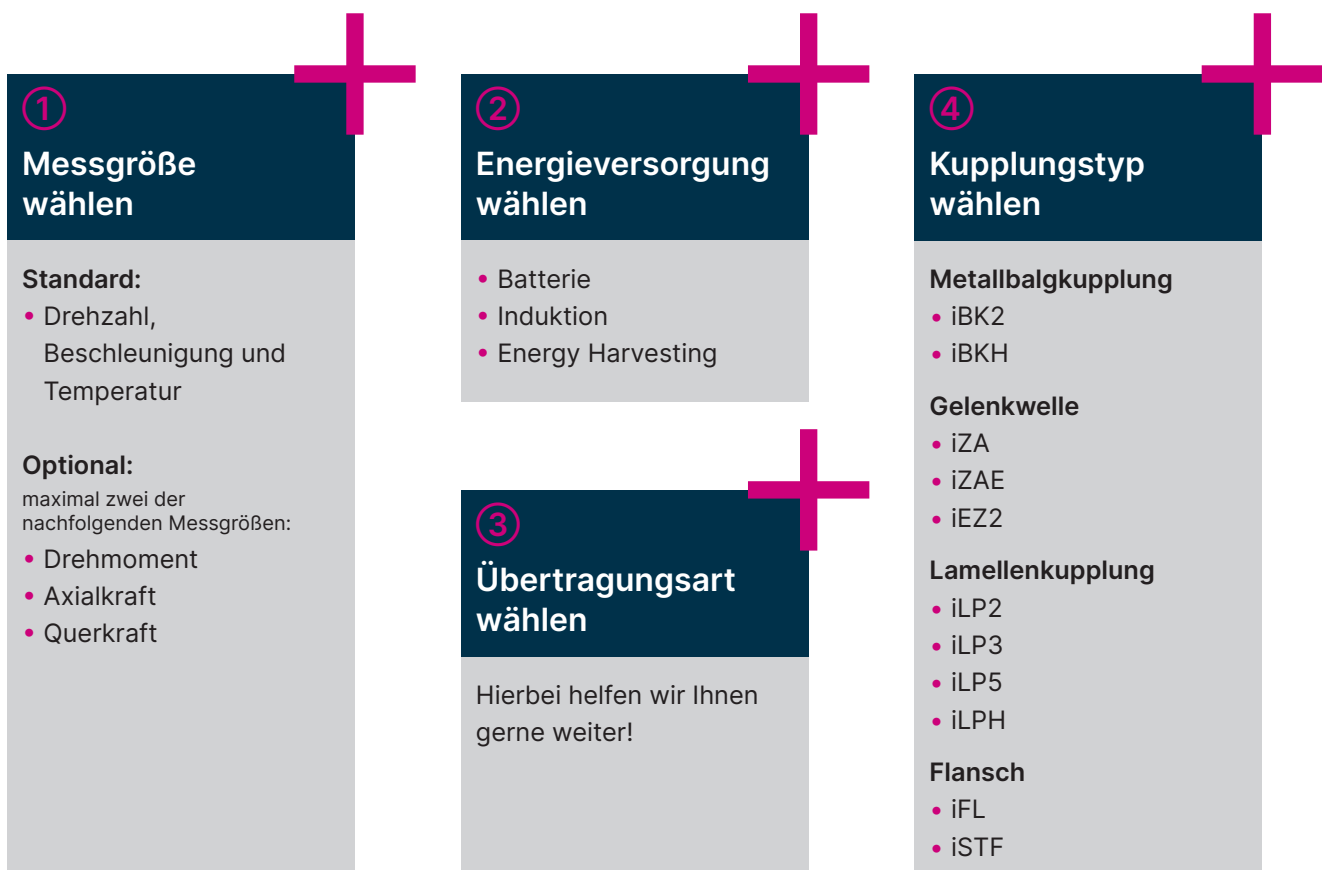 ①
Messgröße
wählen
Standard:
• Drehzahl,
Beschleunigung und
Temperatur
Optional:
maximal zwei der
nachfolgenden Messgrößen:
• Drehmoment
• Axialkraft
• Querkraft
②
Energieversorgung
wählen
• Batterie
• Induktion
• Energy Harvesting
③
Übertragungsart
wählen
Hierbei helfen wir Ihnen
gerne weiter!
④
Kupplungstyp
wählen
Metallbalgkupplung
• iBK2
• iBKH
Gelenkwelle
• iZA
• iZAE
• iEZ2
Lamellenkupplung
• iLP2
• iLP3
• iLP5
• iLPH
Flansch
• iFL
• iSTF